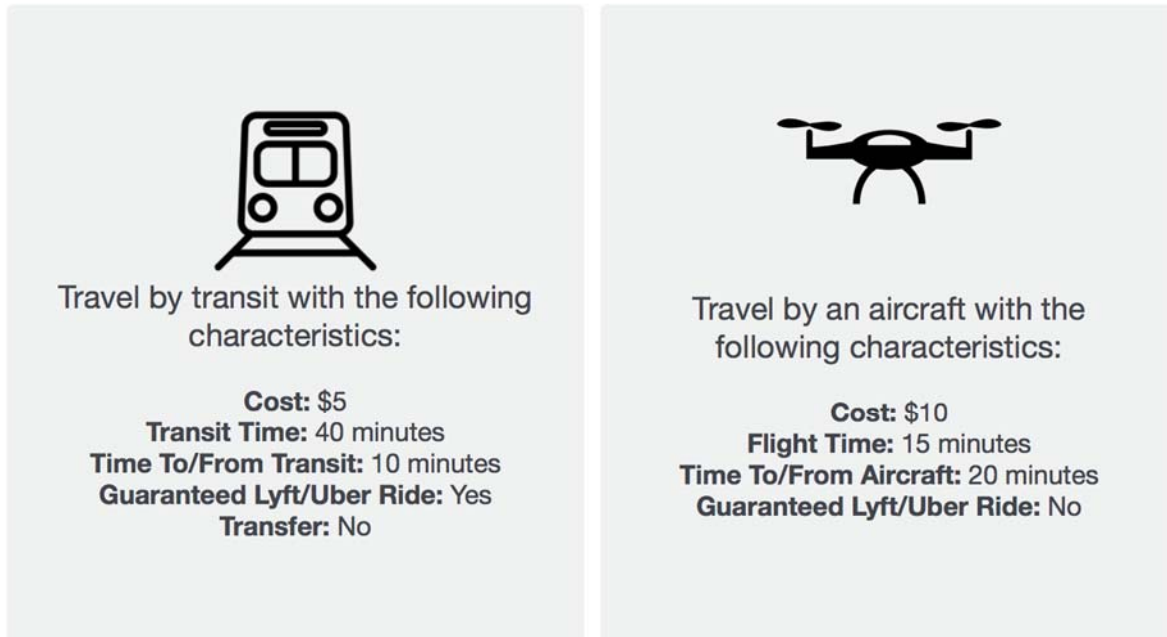 Travel by transit with the following
characteristics:
Cost: $5
Transit Time: 40 minutes
Time To/From Transit: 10 minutes
Guaranteed Lyft/Uber Ride: Yes
Transfer: No
Travel by an aircraft with the
following characteristics:
Cost: $10
Flight Time: 15 minutes
Time To/From Aircraft: 20 minutes
Guaranteed Lyft/Uber Ride: No